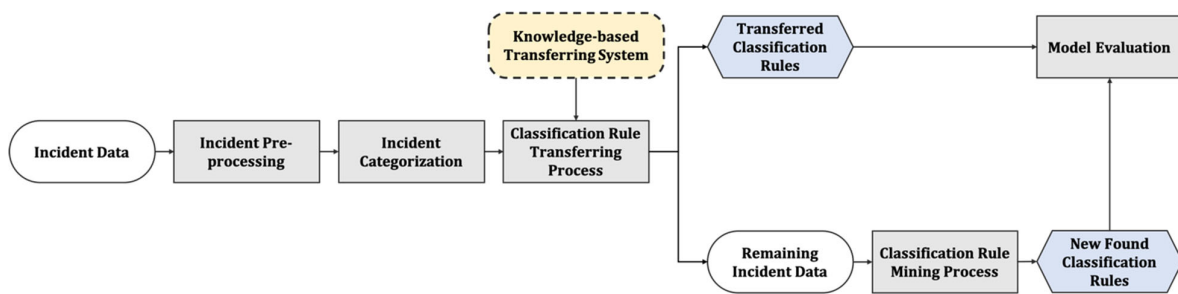 Knowledge-based
Transferring System
Transferred
Classification
Rules
Model Evaluation
Incident Data
Incident Pre-
processing
Incident
Categorization
Classification Rule
Transferring
Process
Remaining
Incident Data
Classification Rule
Mining Process
New Found
Classification
Rules